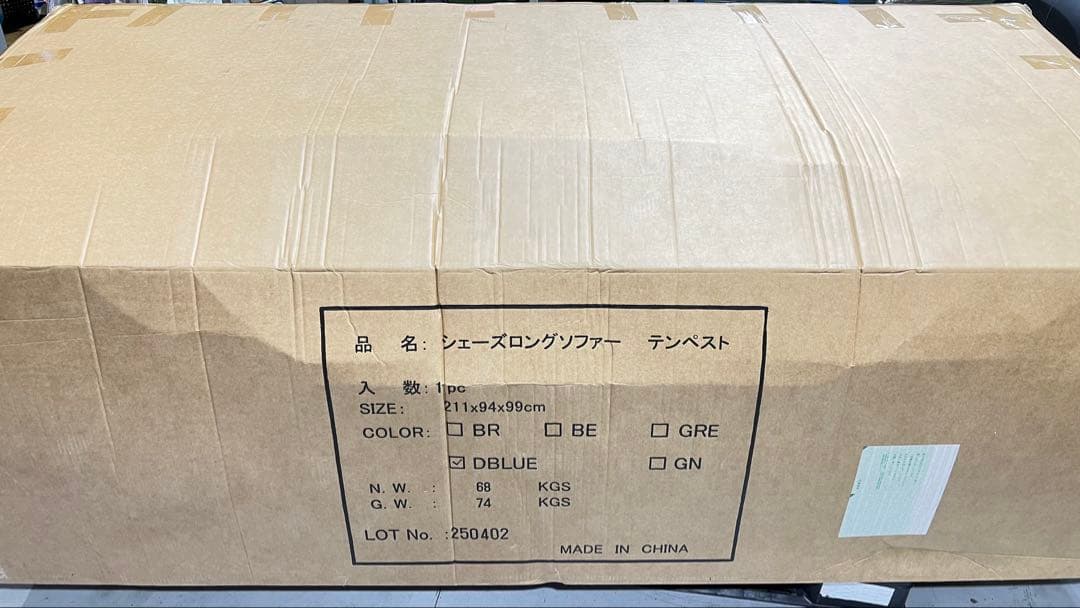 品　名：シェーズロングソファー　テンペスト
入　数：1pc
SIZE： 211x94x99cm
COLOR： ☐ BR ☐ BE ☐ GRE
☑ DBLUE ☐ GN
N. W. ： 68 KGS
G. W. ： 74 KGS
LOT No. ：250402
MADE IN CHINA